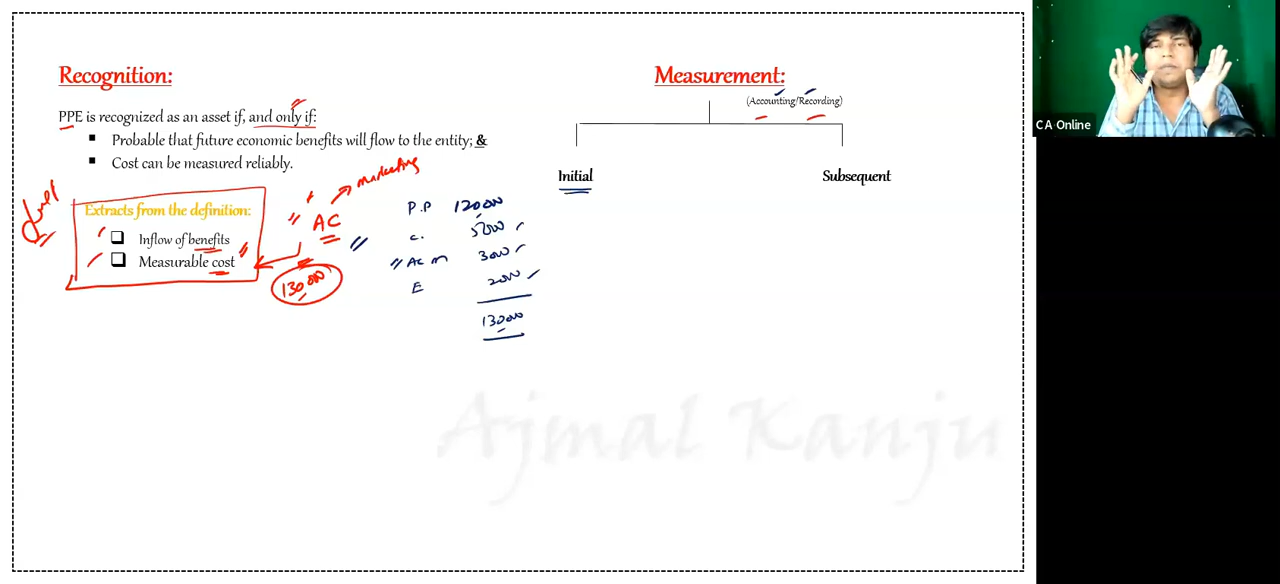 Recognition:
PPE is recognized as an asset if, and only if:
Probable that future economic benefits will flow to the entity; &
Cost can be measured reliably.
Extracts from the definition:
Inflow of benefits
Measurable cost
marketing
AC
130000
P.P 120000
C. 5000
AC m 3000
E 2000
130000
Measurement:
(Accounting/Recording)
Initial
Subsequent
CA Online
Ajmal Kanju